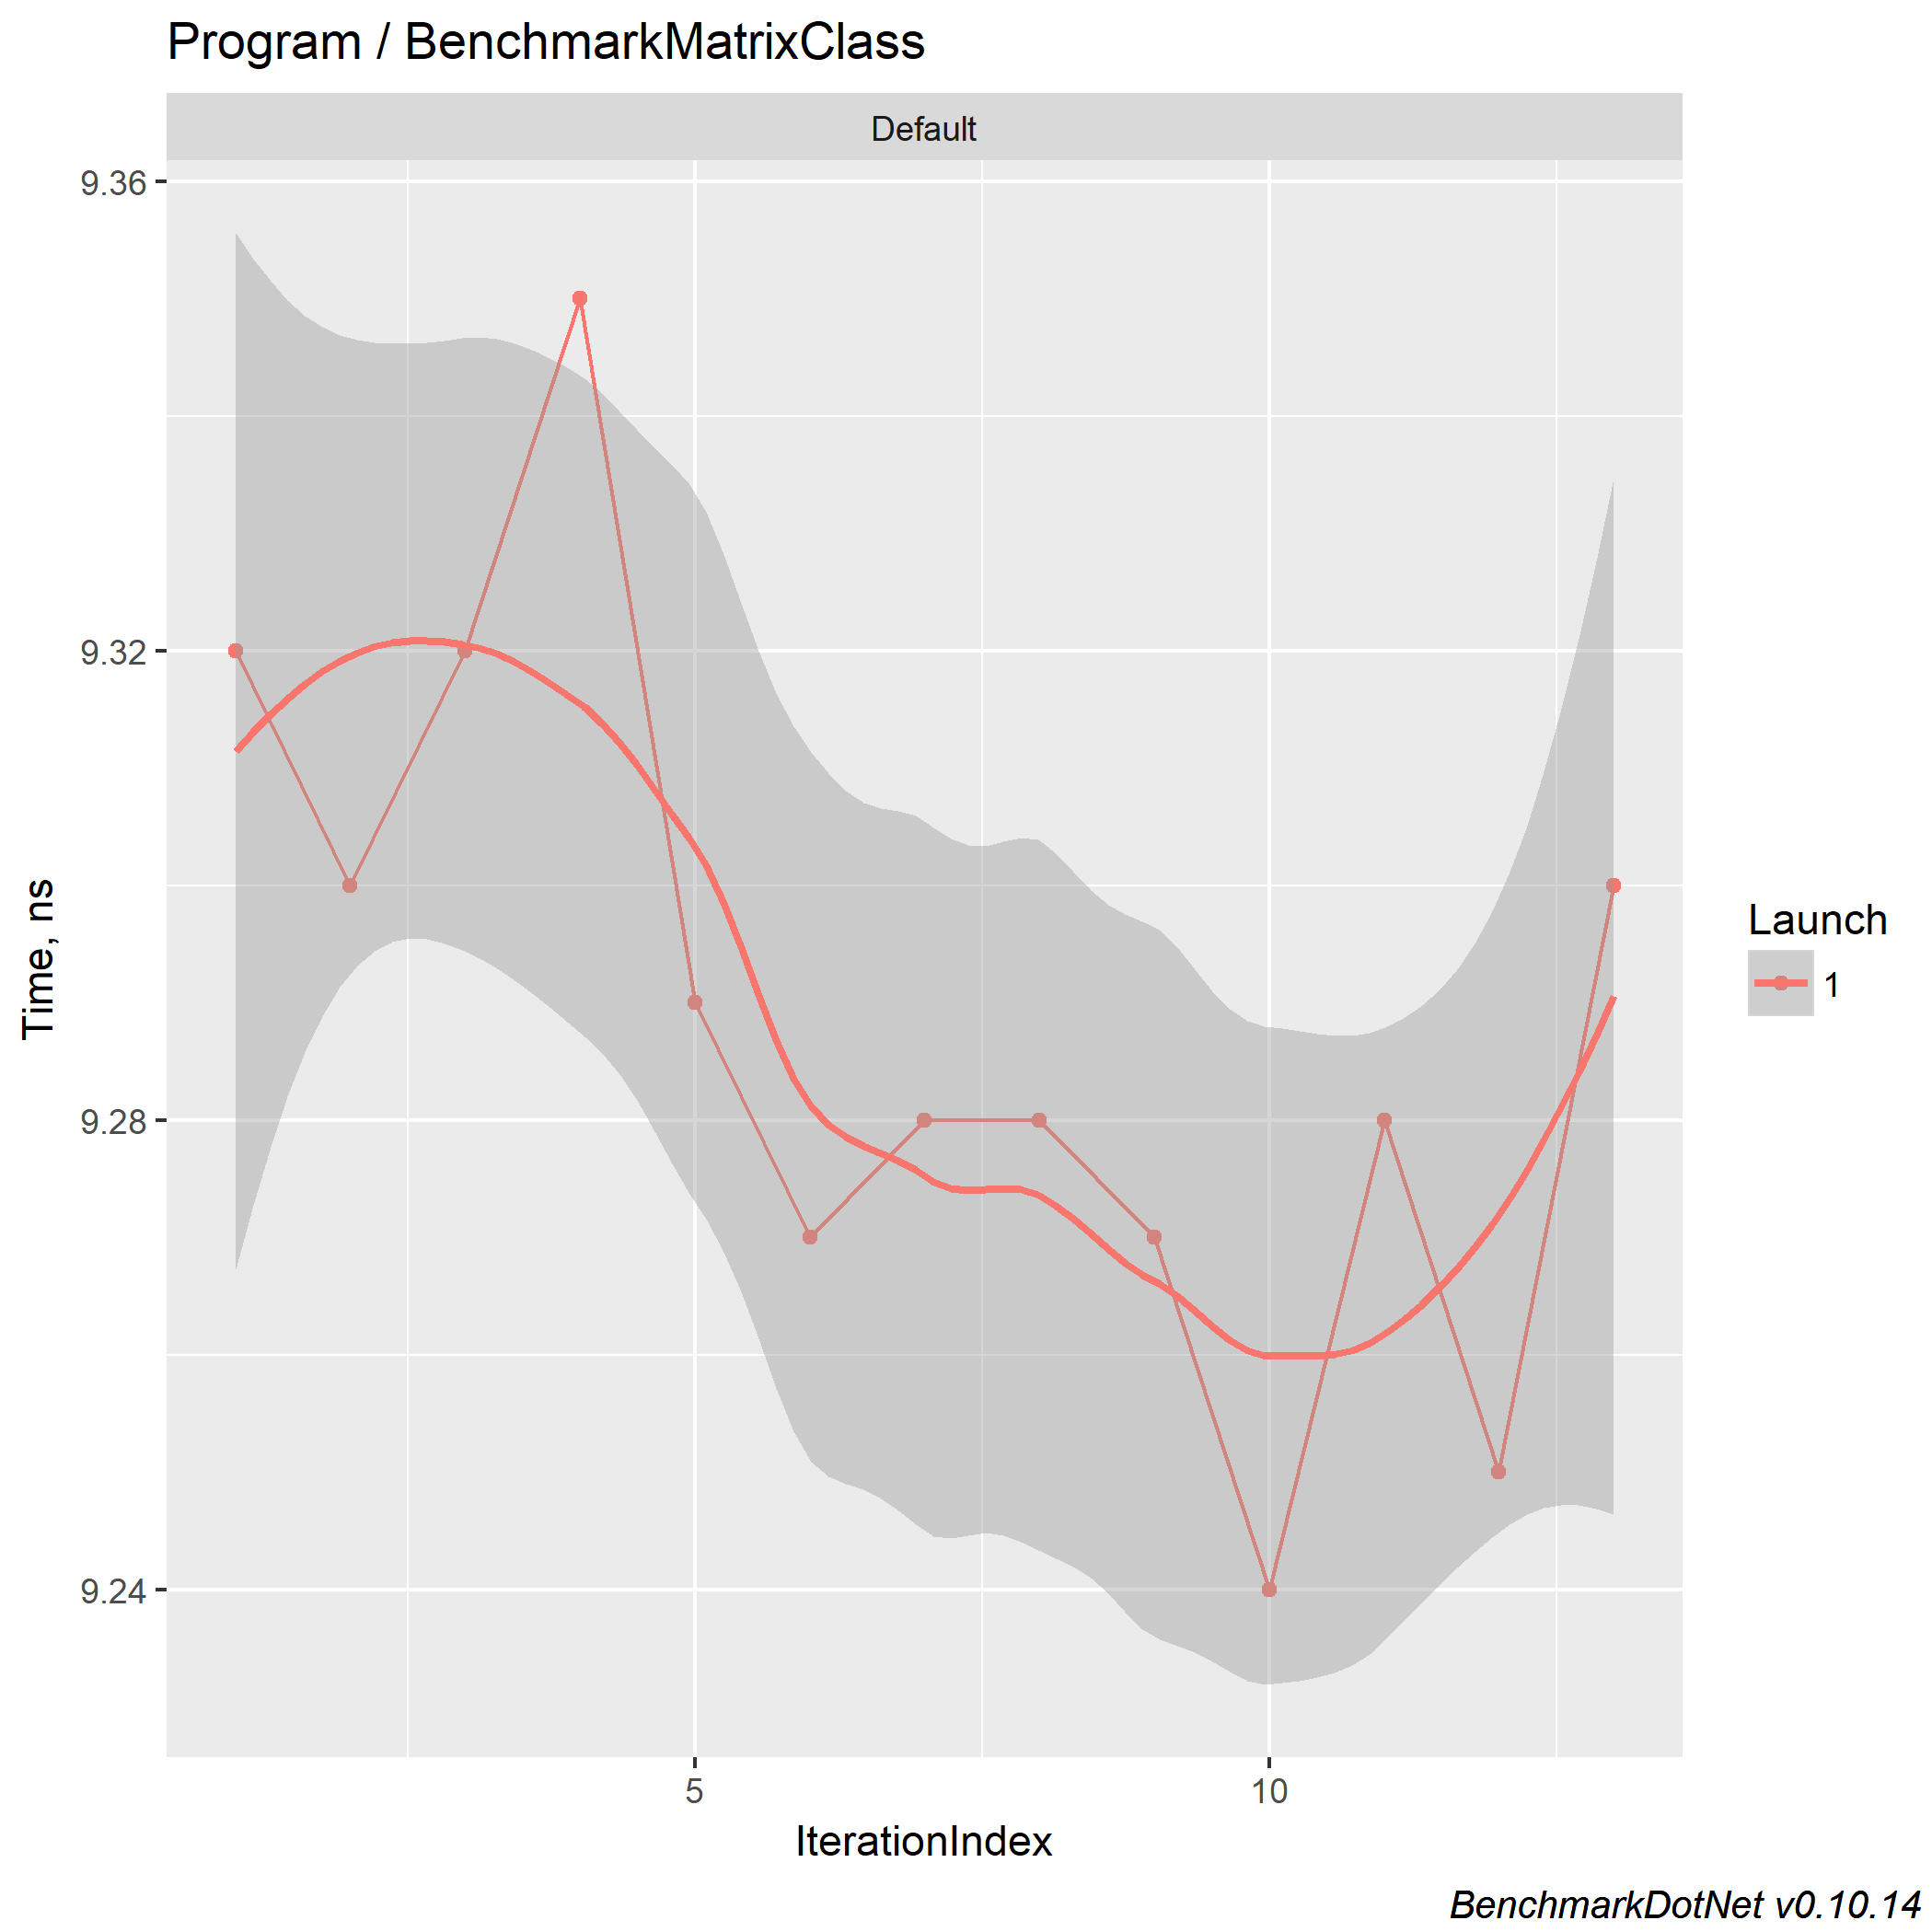 Program / BenchmarkMatrixClass
Default
9.36
9.32
9.28
9.24
Time, ns
5
10
IterationIndex
Launch
1
BenchmarkDotNet v0.10.14